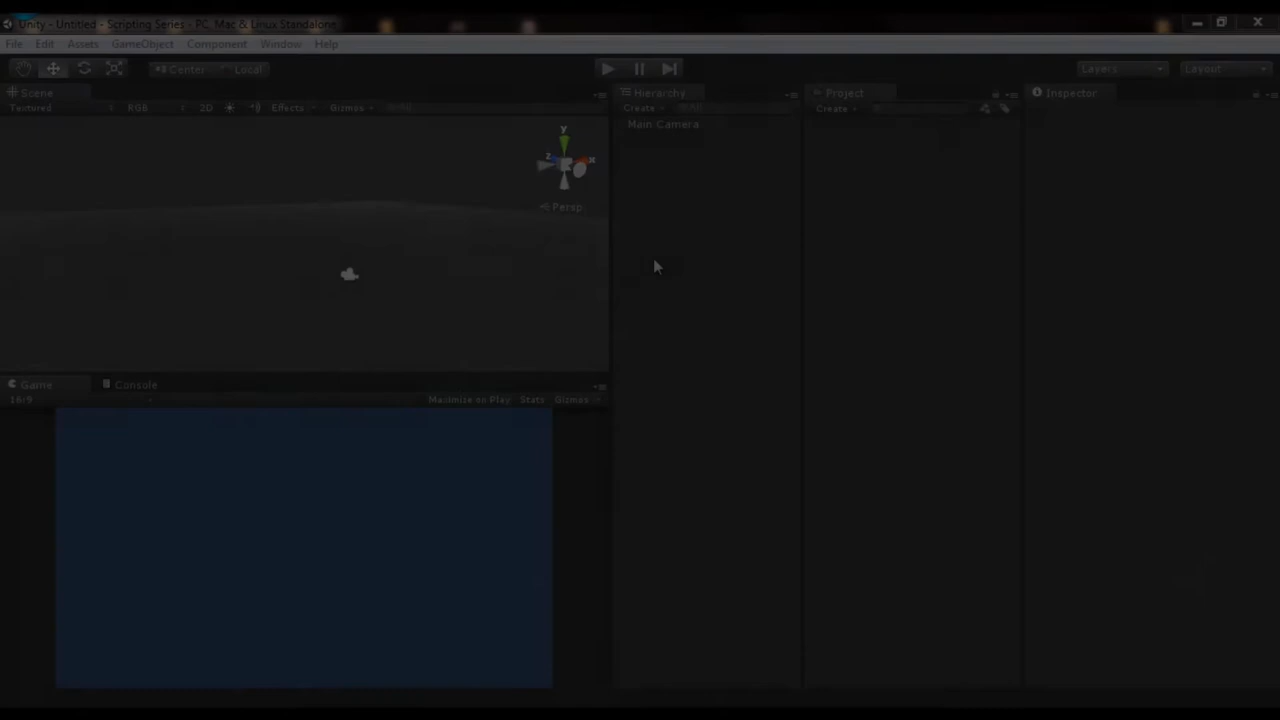 Unity - Untitled - Scripting Series - PC, Mac & Linux Standalone
File Edit Assets GameObject Component Window Help
Center Local Layers Layout
Scene Hierarchy Project Inspector
Textured RGB 2D Effects Gizmos Create Create
Main Camera
y
z x
Persp
Game Console
16:9 Maximize on Play Stats Gizmos